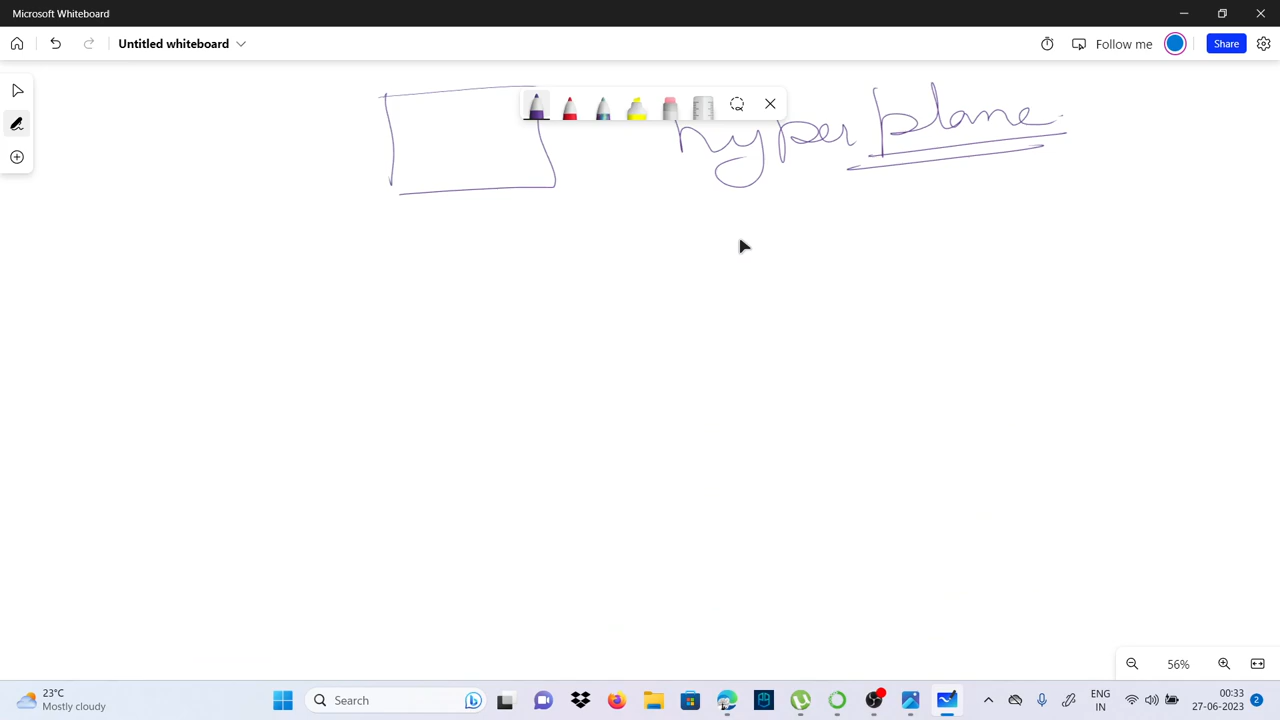 Microsoft Whiteboard
Untitled whiteboard
Follow me
Share
hyper plane
56%
23°C
Mostly cloudy
Search
ENG
IN
00:33
27-06-2023
2